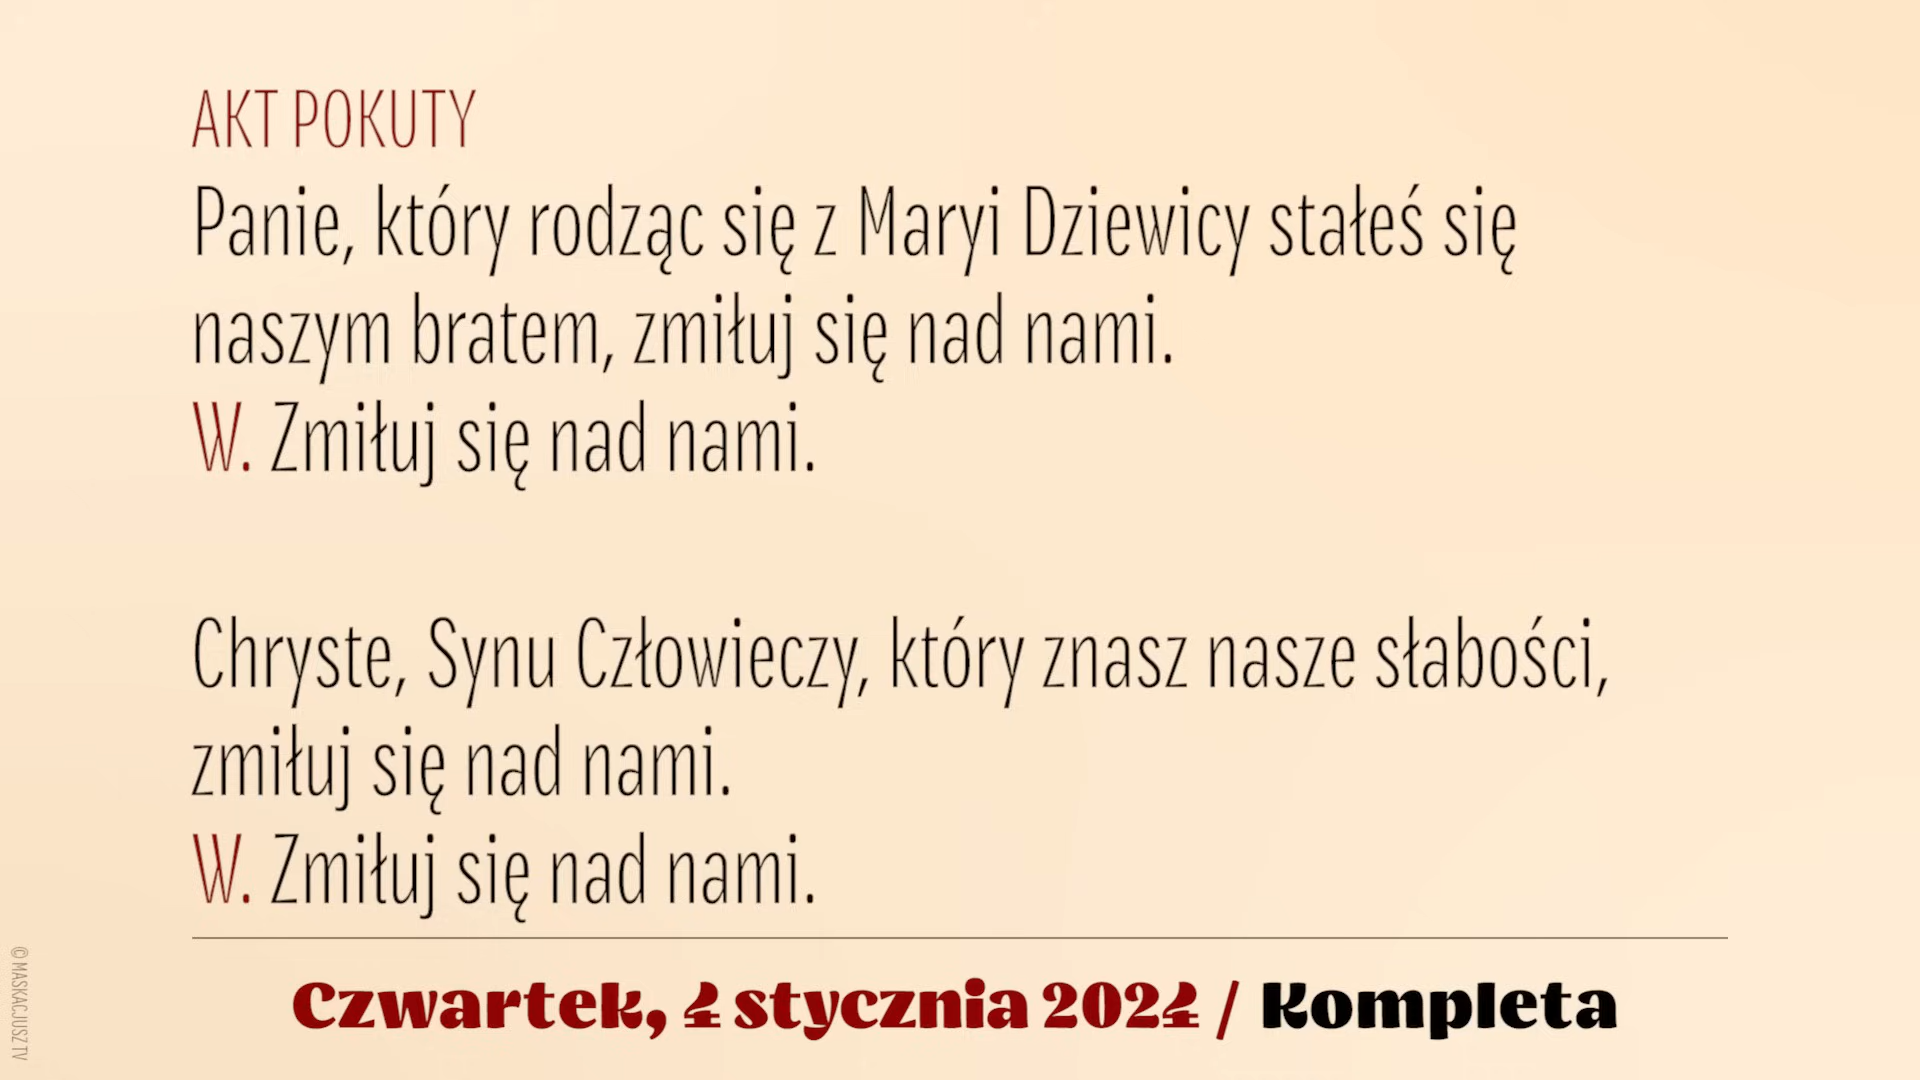 AKT POKUTY
Panie, który rodząc się z Maryi Dziewicy stałeś się
naszym bratem, zmiłuj się nad nami.
W. Zmiłuj się nad nami.
Chryste, Synu Człowieczy, który znasz nasze słabości,
zmiłuj się nad nami.
W. Zmiłuj się nad nami.
Czwartek, 4 stycznia 2024 / Kompleta
© MASKACJUSZ TV